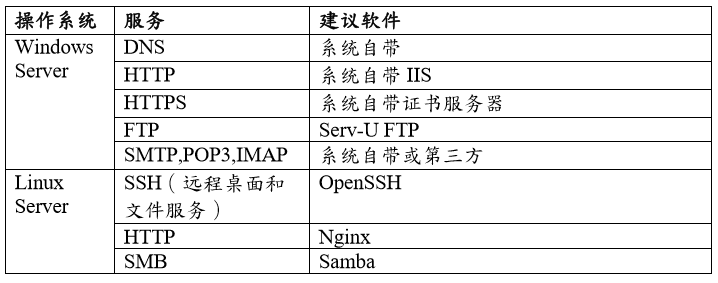 操作系统 服务 建议软件
Windows Server DNS 系统自带
HTTP 系统自带 IIS
HTTPS 系统自带证书服务器
FTP Serv-U FTP
SMTP,POP3,IMAP 系统自带或第三方
Linux Server SSH（远程桌面和 OpenSSH
文件服务）
HTTP Nginx
SMB Samba